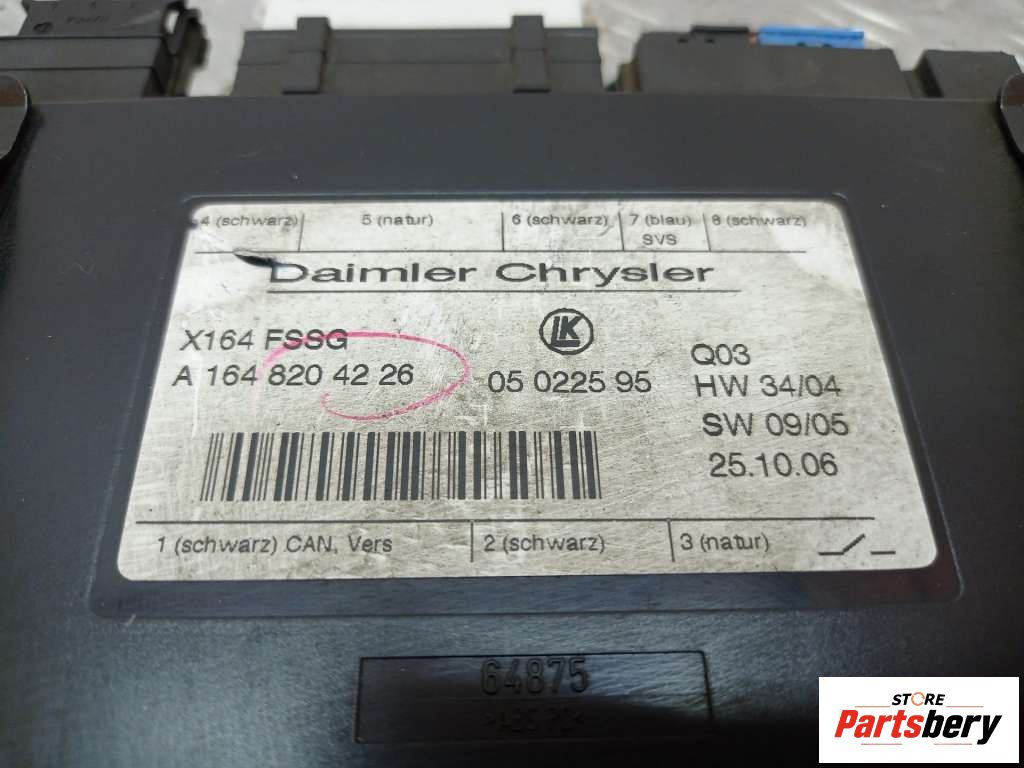 4 (schwarz) 5 (natur) 6 (schwarz) 7 (blau) 8 (schwarz)
SVS
Daimler Chrysler
LK
X164 FSSG
Q03
A 164 820 42 26 05 0225 95 HW 34/04
SW 09/05
25.10.06
1 (schwarz) CAN, Vers 2 (schwarz) 3 (natur)
64875
STORE
Partsbery